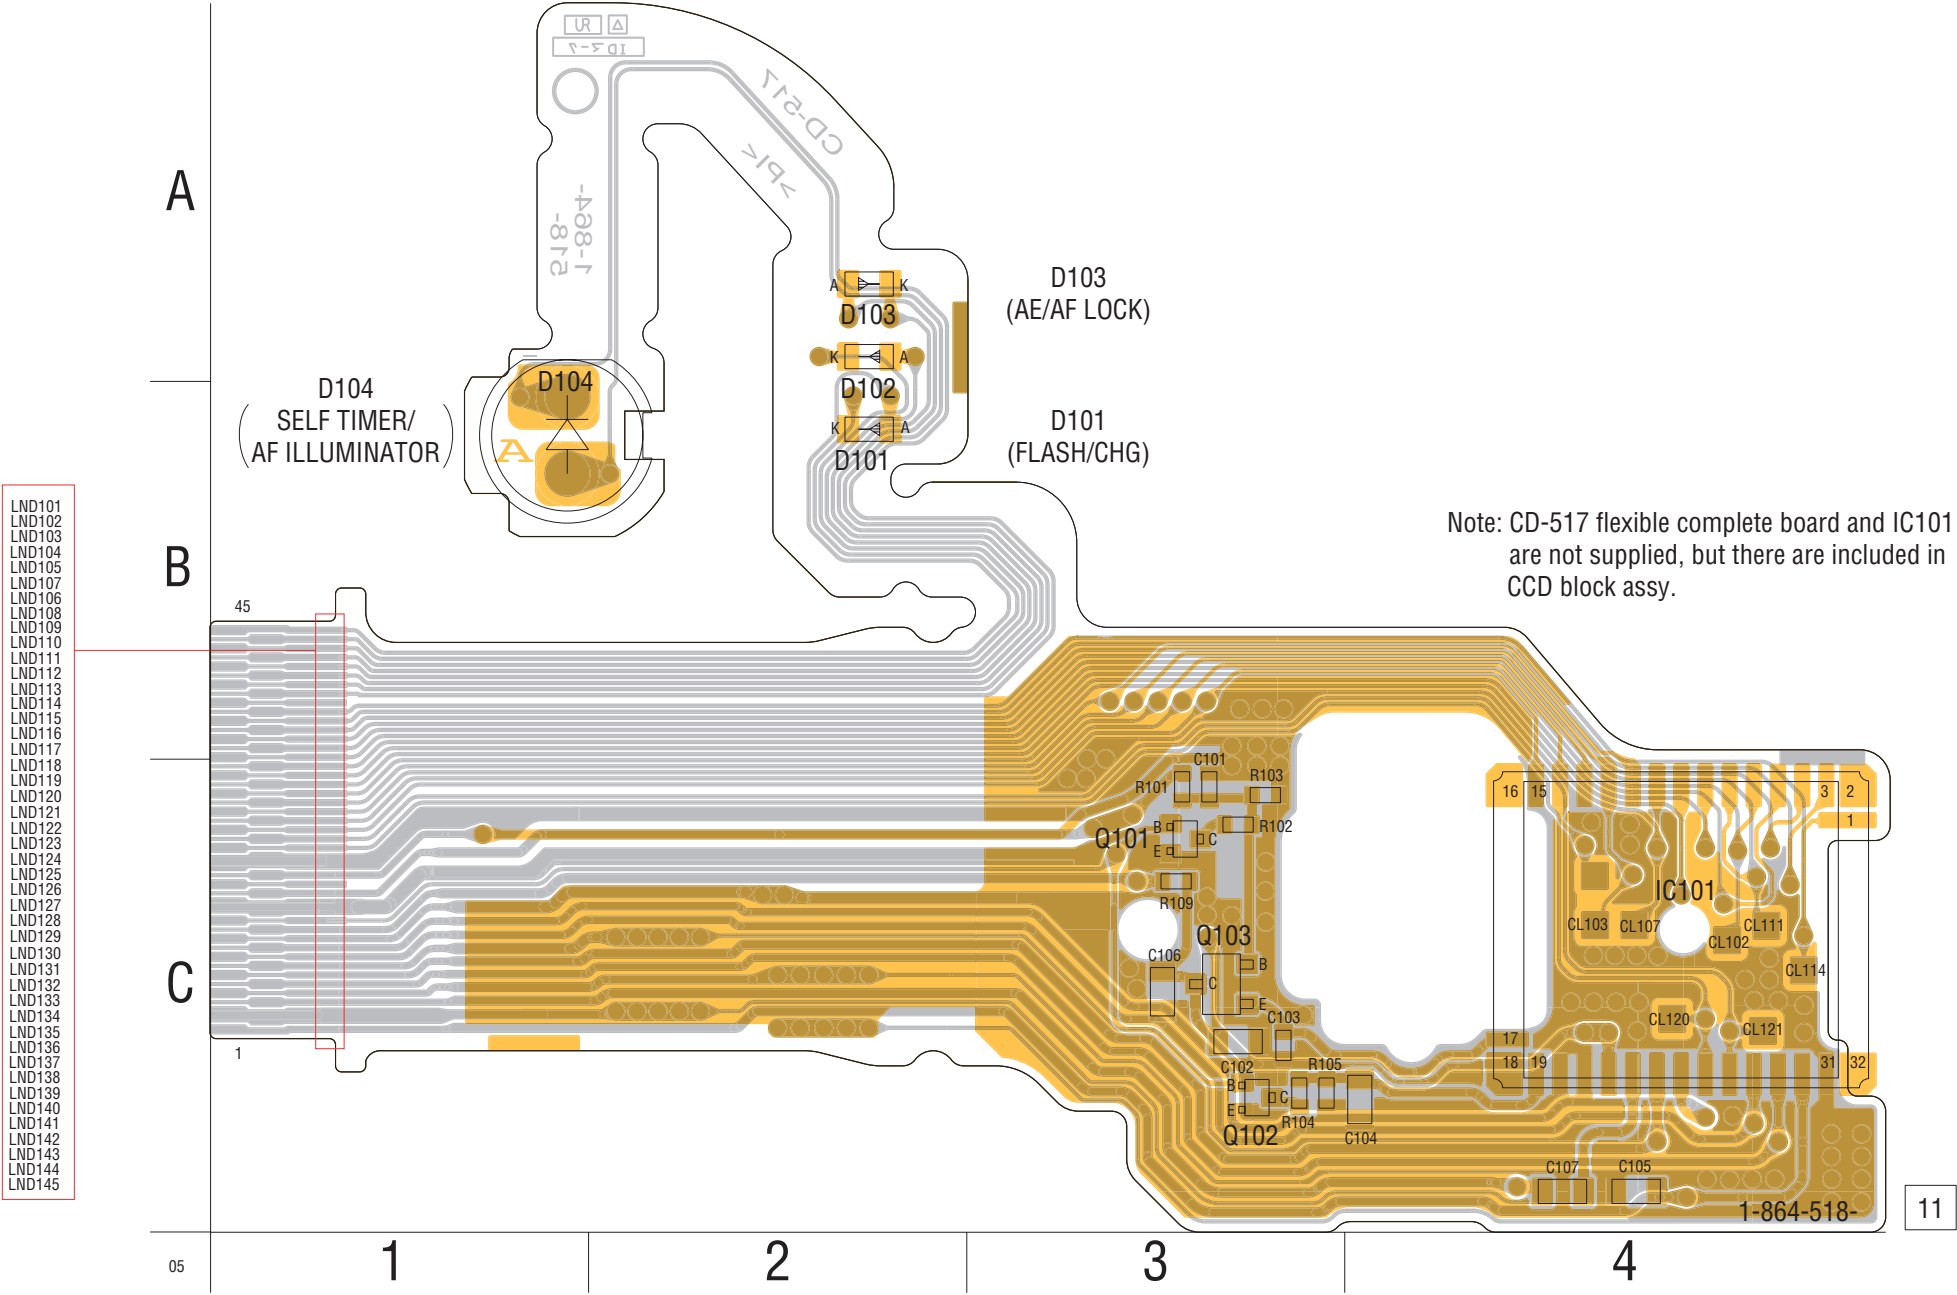 UR △
ID マ-ク
CD-517
>PI<
1-864-
518-
A
A K
D103
D103
(AE/AF LOCK)
K A
D102
D104
D104
SELF TIMER/
AF ILLUMINATOR
A
K A
D101
D101
(FLASH/CHG)
Note: CD-517 flexible complete board and IC101
are not supplied, but there are included in
CCD block assy.
B
LND101
LND102
LND103
LND104
LND105
LND107
LND106
LND108
LND109
LND110
LND111
LND112
LND113
LND114
LND115
LND116
LND117
LND118
LND119
LND120
LND121
LND122
LND123
LND124
LND125
LND126
LND127
LND128
LND129
LND130
LND131
LND132
LND133
LND134
LND135
LND136
LND137
LND138
LND139
LND140
LND141
LND142
LND143
LND144
LND145
45
1
C
C101
R101
R103
R102
B
Q101
C
E
R109
Q103
C106
B
C
E
C103
C102
R105
B
C
E
R104
Q102
C104
16 15 3 2
1
IC101
CL103 CL107 CL111
CL102
CL114
CL120 CL121
17
18 19 31 32
C107 C105
1-864-518-
11
05
1 2 3 4